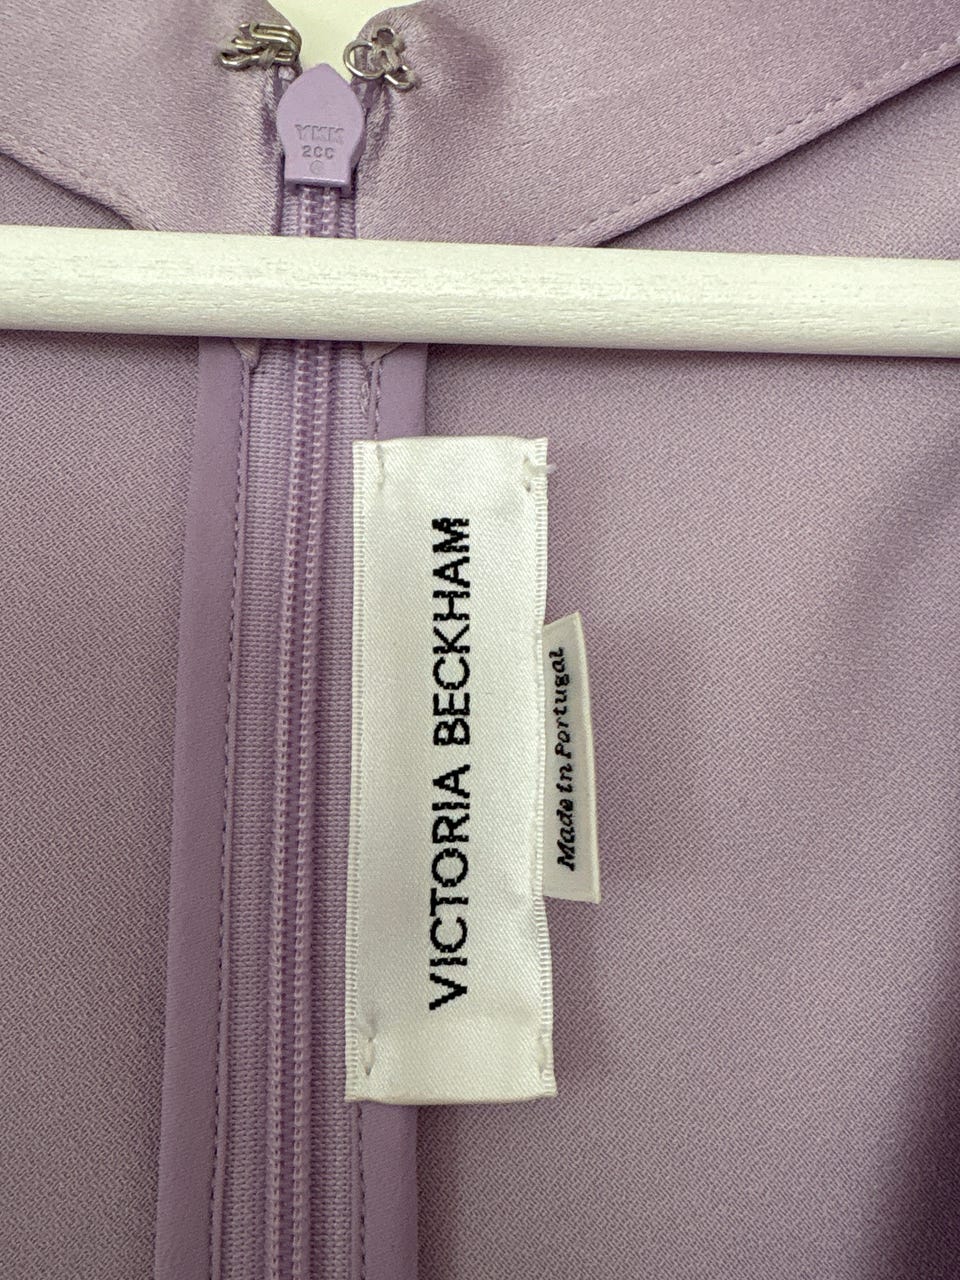 YKK
2CC
VICTORIA BECKHAM
Made in Portugal